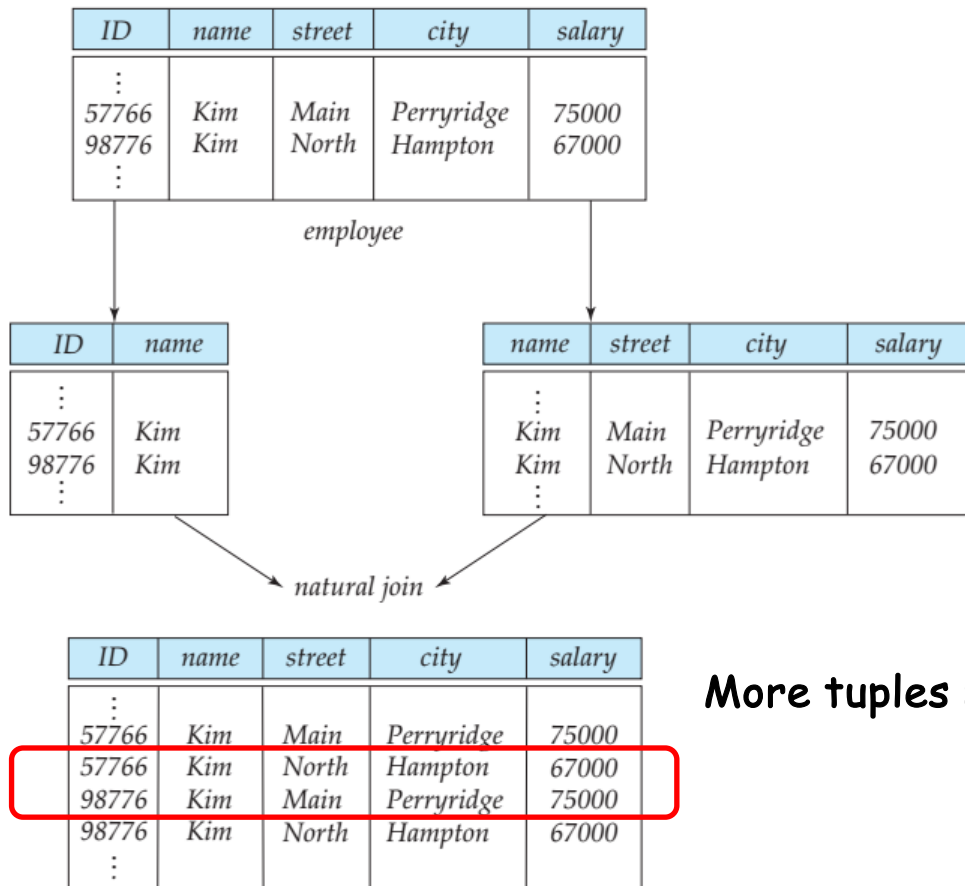 ID name street city salary
⋮
57766 Kim Main Perryridge 75000
98776 Kim North Hampton 67000
⋮
employee
ID name
⋮
57766 Kim
98776 Kim
⋮
name street city salary
⋮
Kim Main Perryridge 75000
Kim North Hampton 67000
⋮
natural join
ID name street city salary
⋮
57766 Kim Main Perryridge 75000
57766 Kim North Hampton 67000
98776 Kim Main Perryridge 75000
98776 Kim North Hampton 67000
⋮
More tuples